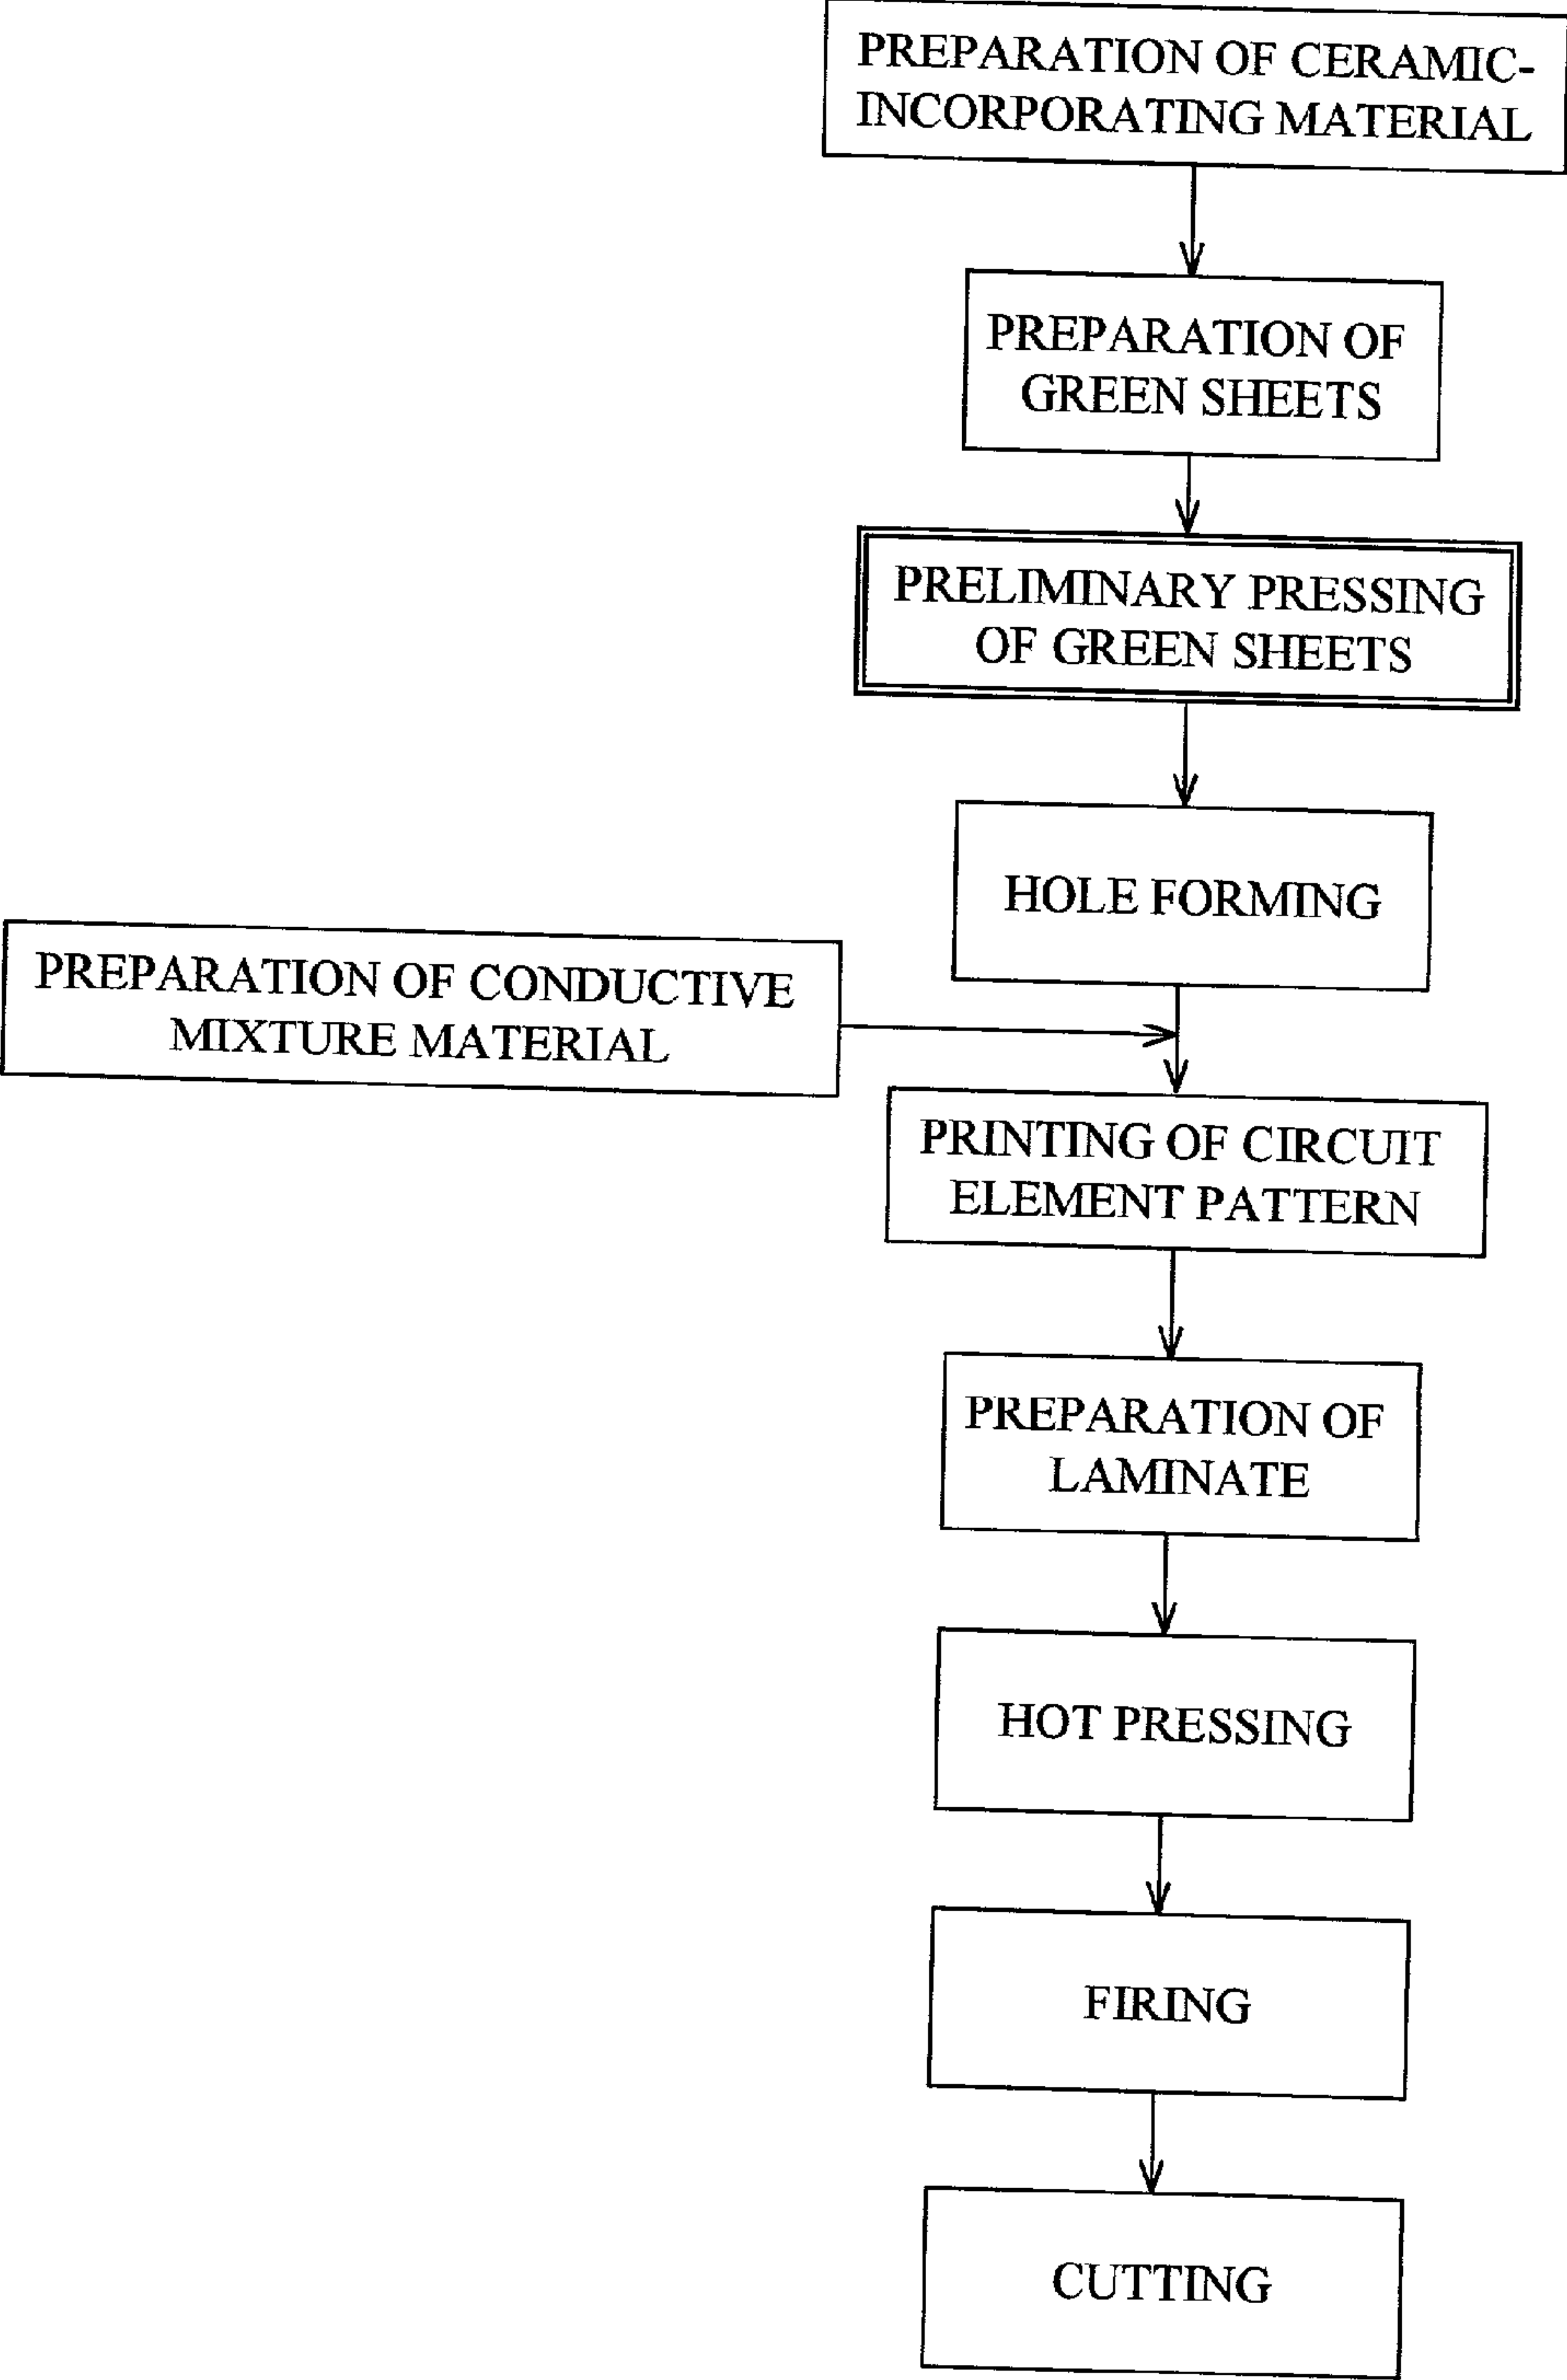 PREPARATION OF CERAMIC-
INCORPORATING MATERIAL
PREPARATION OF
GREEN SHEETS
PRELIMINARY PRESSING
OF GREEN SHEETS
HOLE FORMING
PREPARATION OF CONDUCTIVE
MIXTURE MATERIAL
PRINTING OF CIRCUIT
ELEMENT PATTERN
PREPARATION OF
LAMINATE
HOT PRESSING
FIRING
CUTTING